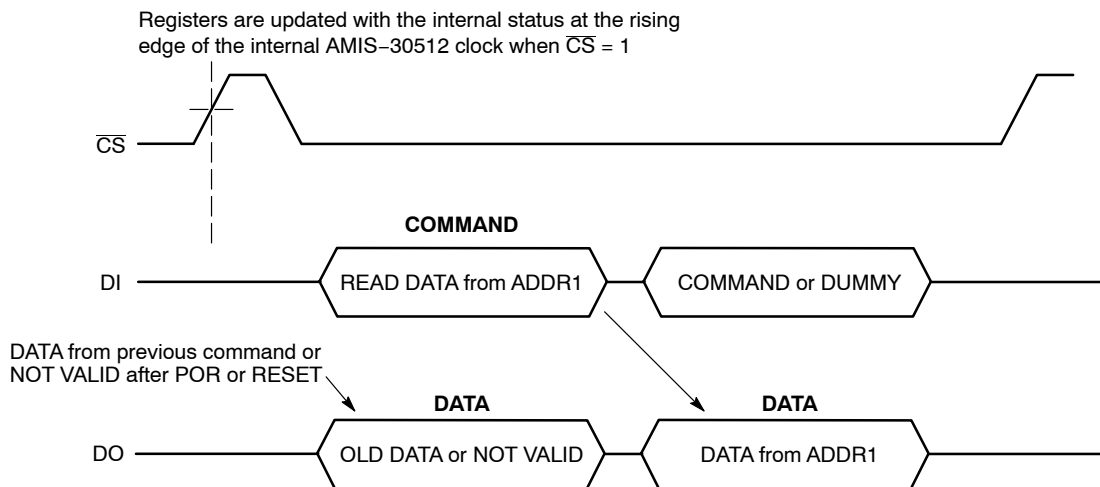 Registers are updated with the internal status at the rising
edge of the internal AMIS−30512 clock when C̅S̅ = 1
C̅S̅
COMMAND
DI
READ DATA from ADDR1
COMMAND or DUMMY
DATA from previous command or
NOT VALID after POR or RESET
DATA
DATA
DO
OLD DATA or NOT VALID
DATA from ADDR1